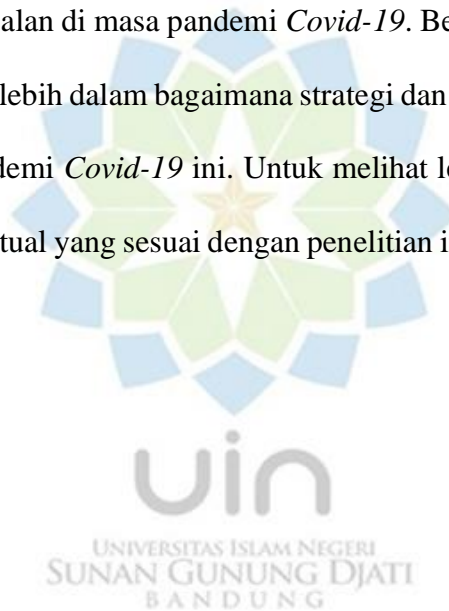 alan di masa pandemi Covid-19. Be
lebih dalam bagaimana strategi dan
demi Covid-19 ini. Untuk melihat le
tual yang sesuai dengan penelitian i
uin
UNIVERSITAS ISLAM NEGERI
SUNAN GUNUNG DJATI
BANDUNG